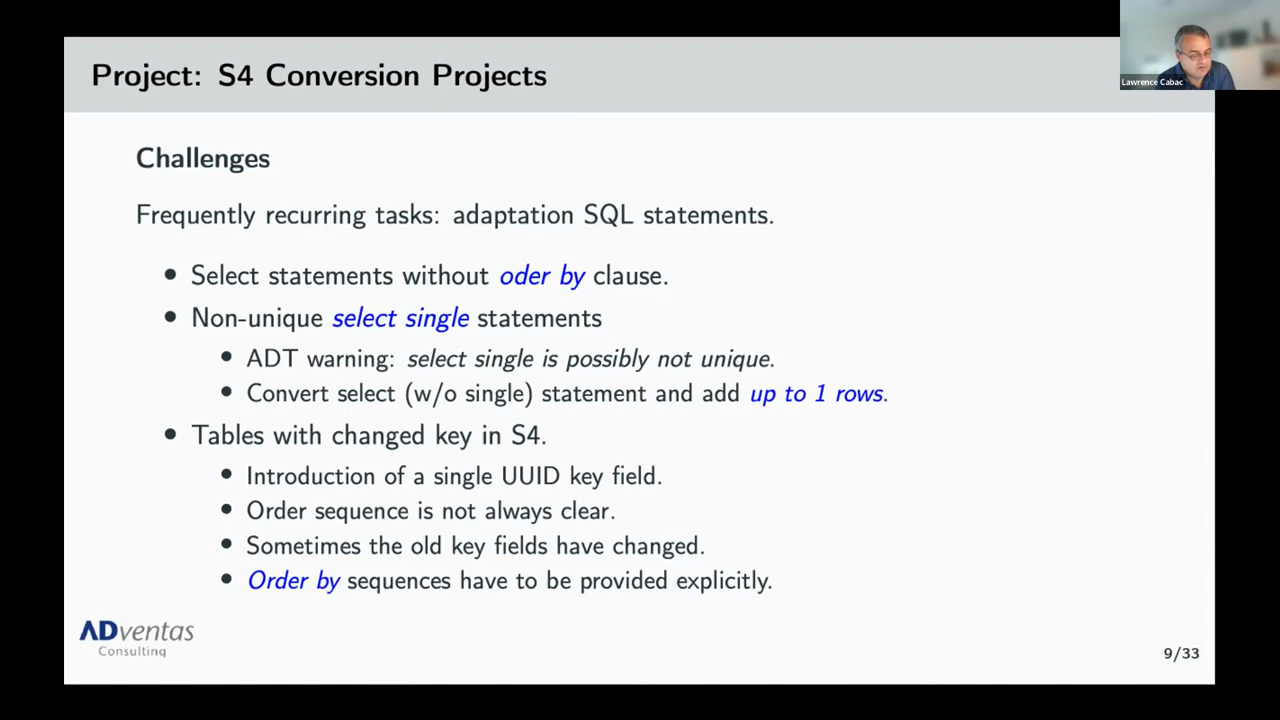 Project: S4 Conversion Projects
Lawrence Cabac
Challenges
Frequently recurring tasks: adaptation SQL statements.
• Select statements without oder by clause.
• Non-unique select single statements
• ADT warning: select single is possibly not unique.
• Convert select (w/o single) statement and add up to 1 rows.
• Tables with changed key in S4.
• Introduction of a single UUID key field.
• Order sequence is not always clear.
• Sometimes the old key fields have changed.
• Order by sequences have to be provided explicitly.
ADventas
Consulting
9/33